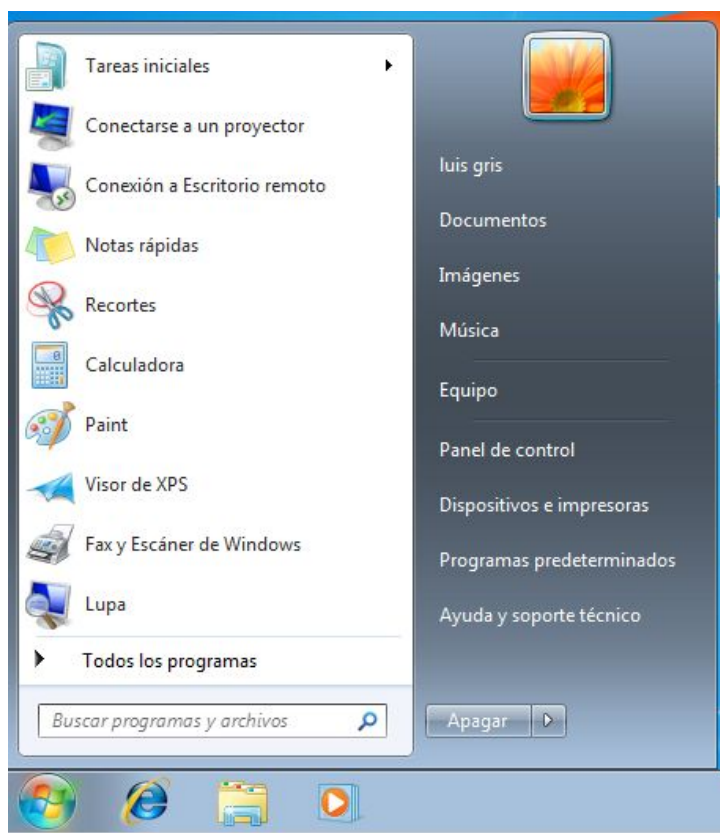 Tareas iniciales
Conectarse a un proyector
Conexión a Escritorio remoto
Notas rápidas
Recortes
Calculadora
Paint
Visor de XPS
Fax y Escáner de Windows
Lupa
Todos los programas
Buscar programas y archivos
luis gris
Documentos
Imágenes
Música
Equipo
Panel de control
Dispositivos e impresoras
Programas predeterminados
Ayuda y soporte técnico
Apagar